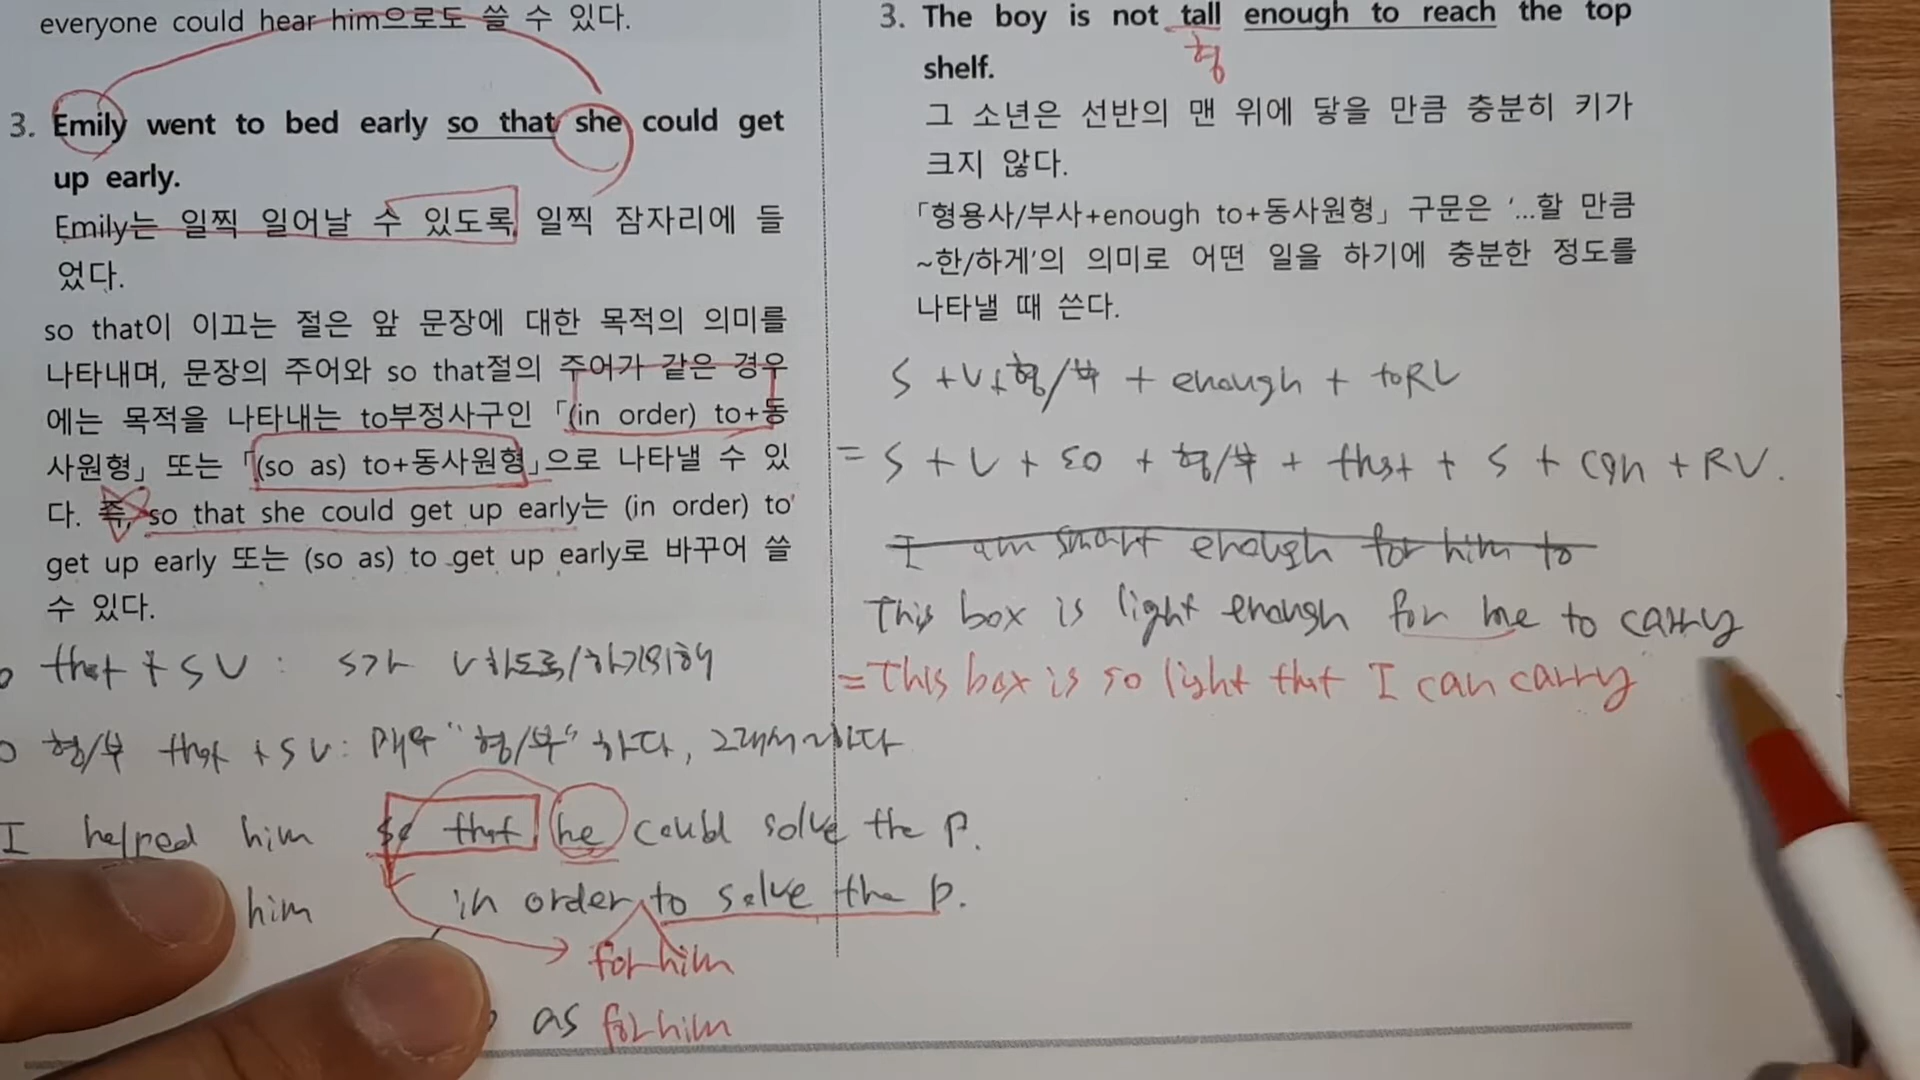 everyone could hear him으로도 쓸 수 있다.
3. Emily went to bed early so that she could get
up early.
Emily는 일찍 일어날 수 있도록 일찍 잠자리에 들
었다.
so that이 이끄는 절은 앞 문장에 대한 목적의 의미를
나타내며, 문장의 주어와 so that절의 주어가 같은 경우
에는 목적을 나타내는 to부정사구인 「(in order) to+동
사원형」 또는 「(so as) to+동사원형」으로 나타낼 수 있
다. 즉, so that she could get up early는 (in order) to
get up early 또는 (so as) to get up early로 바꾸어 쓸
수 있다.
o that + S V : S가 V하도록/하기위해
o 형/부 that + S V : 매우 "형/부" 하다, 그래서
I helped him so that he could solve the p.
him in order to solve the p.
for him
as for him
3. The boy is not tall enough to reach the top
형
shelf.
그 소년은 선반의 맨 위에 닿을 만큼 충분히 키가
크지 않다.
「형용사/부사+enough to+동사원형」 구문은 '...할 만큼
~한/하게'의 의미로 어떤 일을 하기에 충분한 정도를
나타낼 때 쓴다.
S + V + 형/부 + enough + to RV
= S + V + so + 형/부 + that + S + can + RV.
I am smart enough for him to
This box is light enough for me to carry
= This box is so light that I can carry